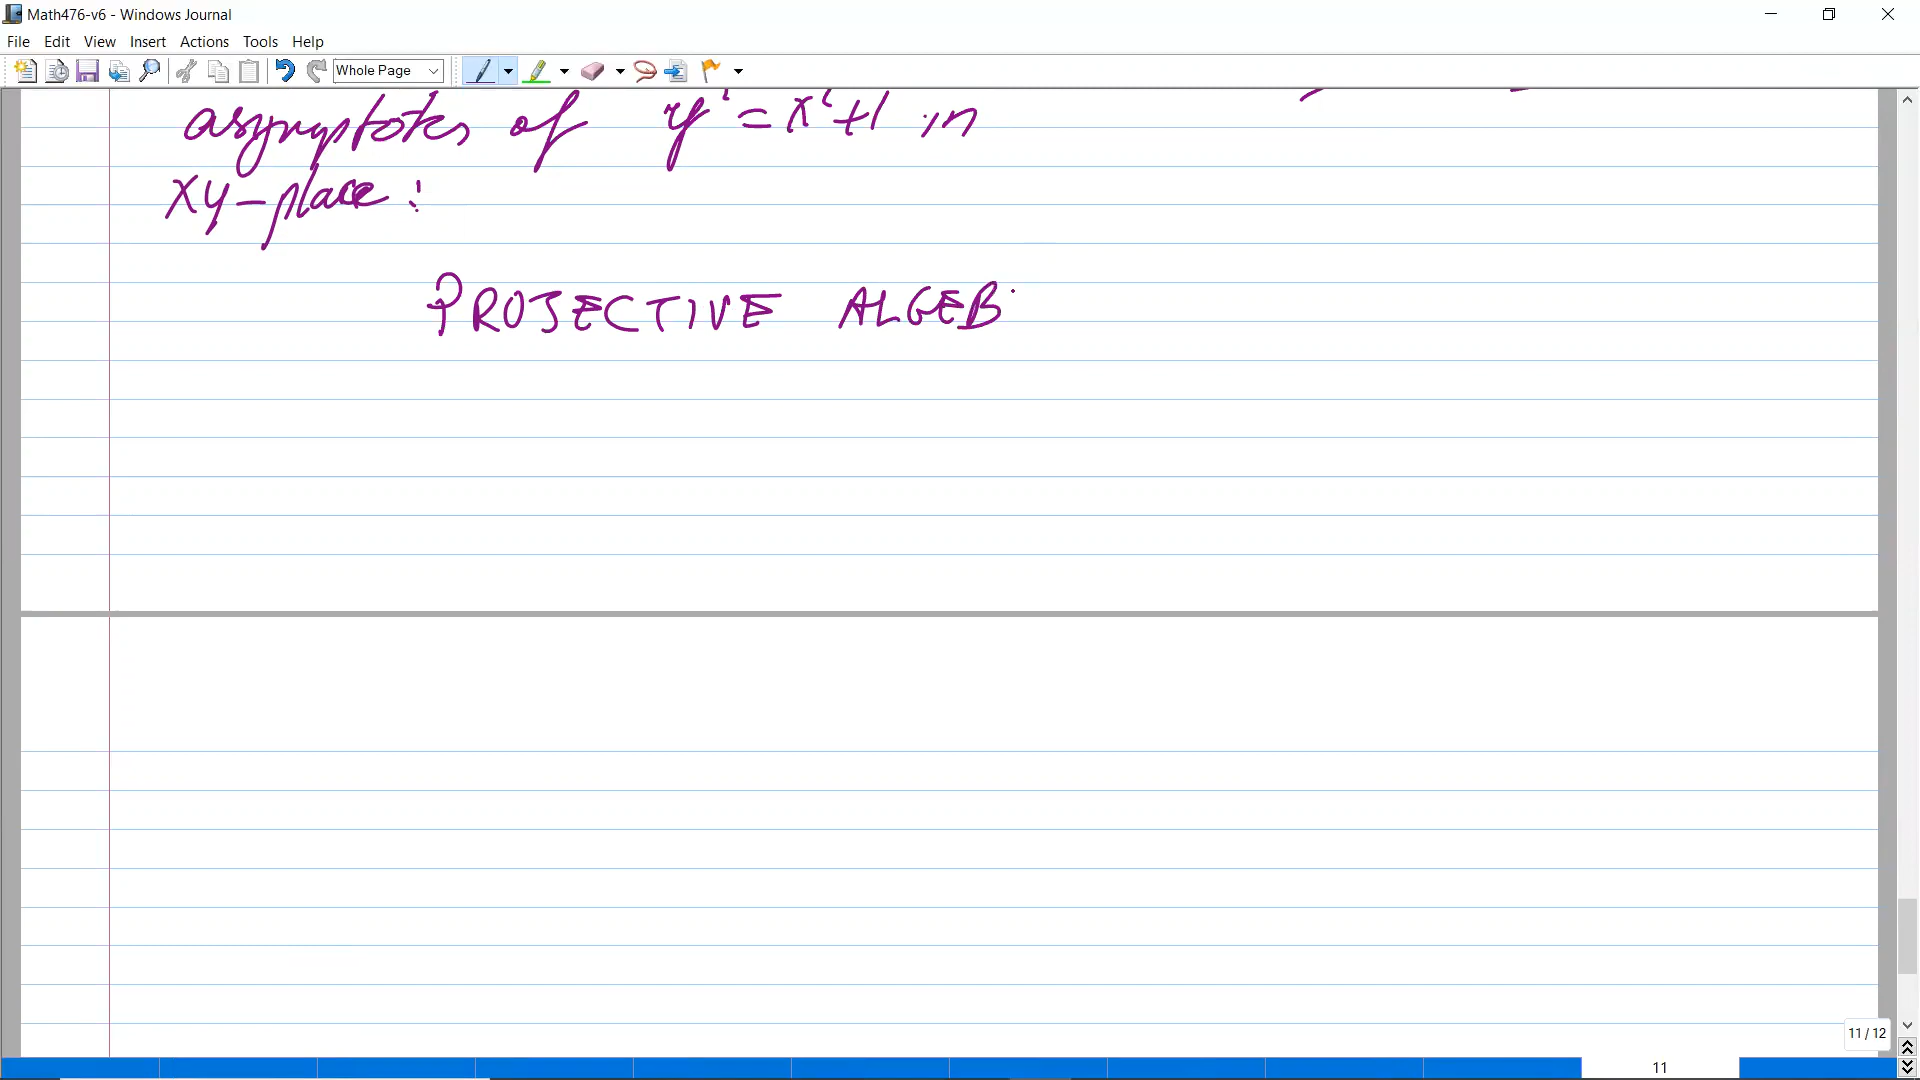 Math476-v6 - Windows Journal
File Edit View Insert Actions Tools Help
Whole Page
asymptotes of y² = x²+1 in
xy-place:
PROJECTIVE ALGEB
11 / 12
11